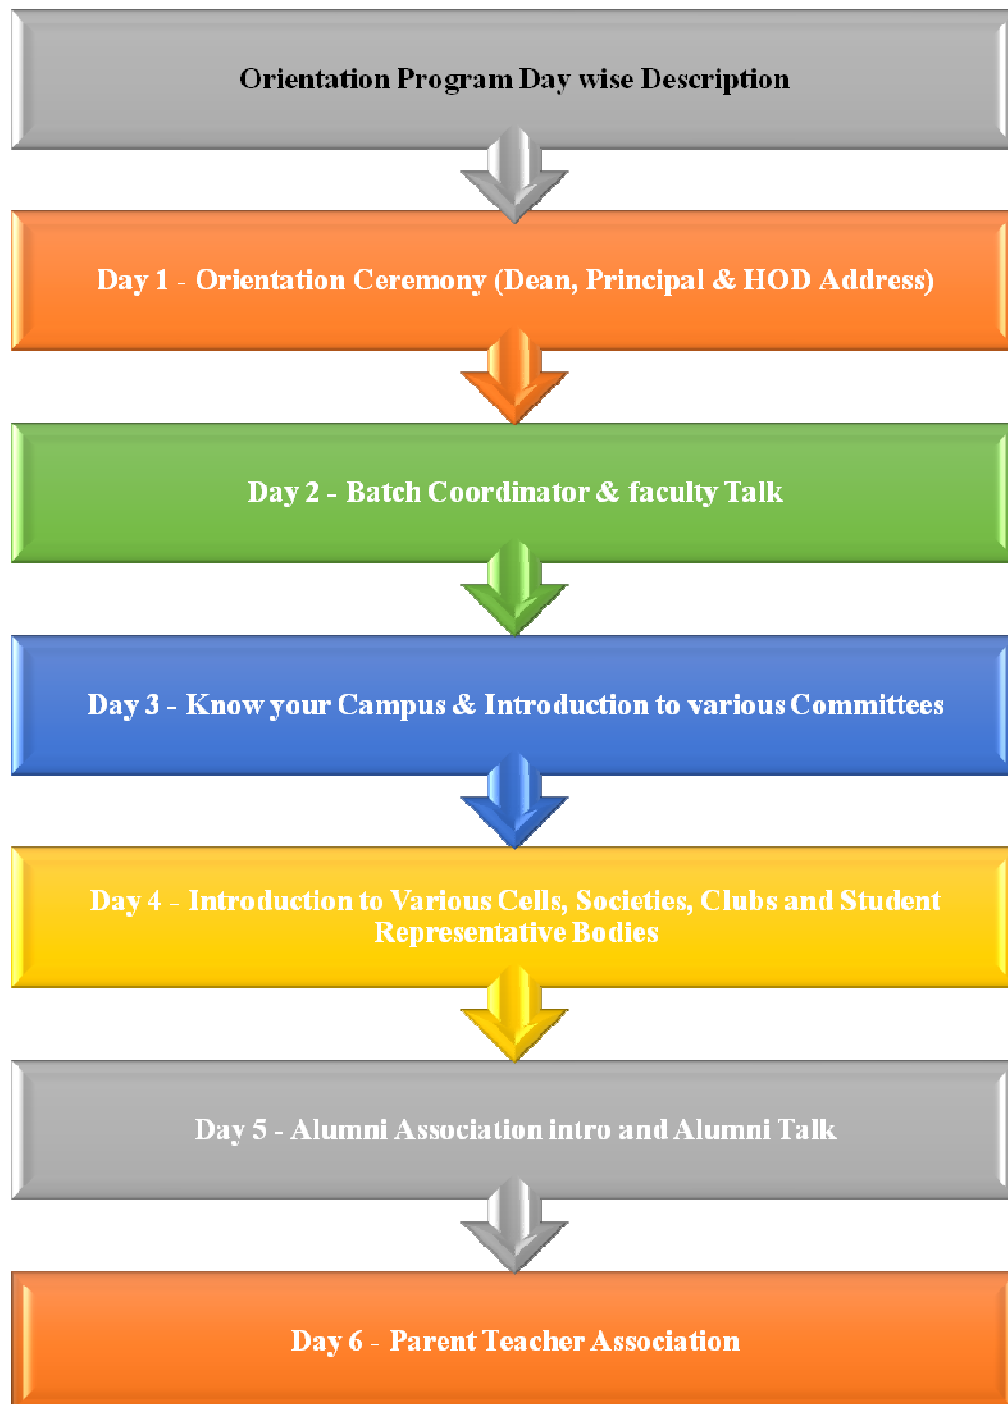 Orientation Program Day wise Description
Day 1 - Orientation Ceremony (Dean, Principal & HOD Address)
Day 2 - Batch Coordinator & faculty Talk
Day 3 - Know your Campus & Introduction to various Committees
Day 4 - Introduction to Various Cells, Societies, Clubs and Student
Representative Bodies
Day 5 - Alumni Association intro and Alumni Talk
Day 6 - Parent Teacher Association